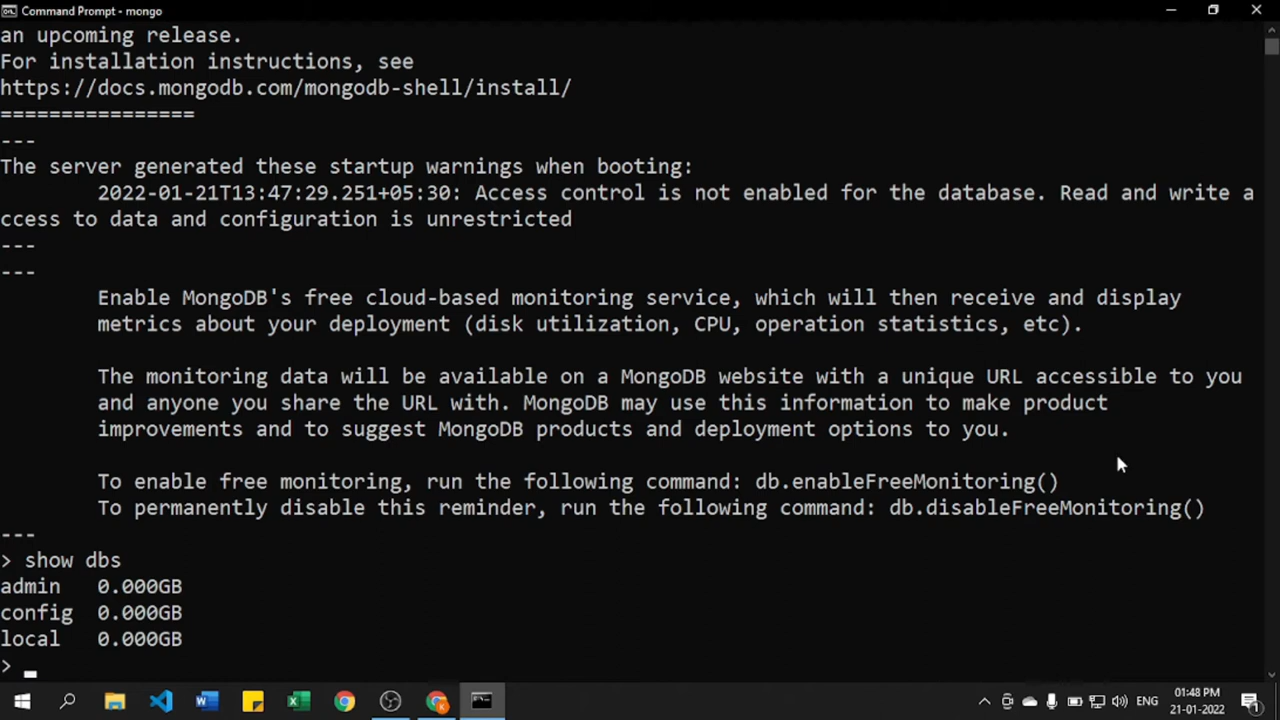 Command Prompt - mongo
an upcoming release.
For installation instructions, see
https://docs.mongodb.com/mongodb-shell/install/
================
---
The server generated these startup warnings when booting:
        2022-01-21T13:47:29.251+05:30: Access control is not enabled for the database. Read and write a
ccess to data and configuration is unrestricted
---
---
        Enable MongoDB's free cloud-based monitoring service, which will then receive and display
        metrics about your deployment (disk utilization, CPU, operation statistics, etc).

        The monitoring data will be available on a MongoDB website with a unique URL accessible to you
        and anyone you share the URL with. MongoDB may use this information to make product
        improvements and to suggest MongoDB products and deployment options to you.

        To enable free monitoring, run the following command: db.enableFreeMonitoring()
        To permanently disable this reminder, run the following command: db.disableFreeMonitoring()
---
> show dbs
admin   0.000GB
config  0.000GB
local   0.000GB
>
ENG
01:48 PM
21-01-2022